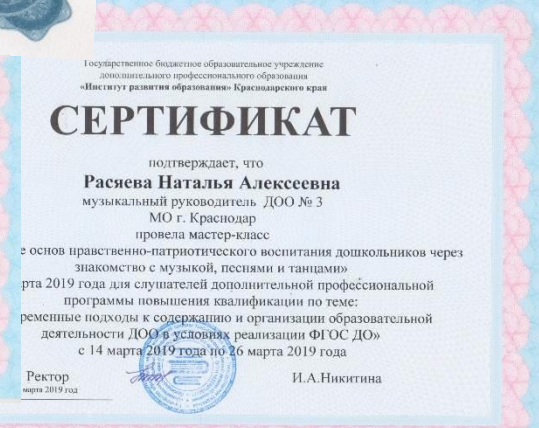 Государственное бюджетное образовательное учреждение
дополнительного профессионального образования
«Институт развития образования» Краснодарского края
СЕРТИФИКАТ
подтверждает, что
Расяева Наталья Алексеевна
музыкальный руководитель ДОО № 3
МО г. Краснодар
провела мастер-класс
е основ нравственно-патриотического воспитания дошкольников через
знакомство с музыкой, песнями и танцами»
рта 2019 года для слушателей дополнительной профессиональной
программы повышения квалификации по теме:
ременные подходы к содержанию и организации образовательной
деятельности ДОО в условиях реализации ФГОС ДО»
с 14 марта 2019 года по 26 марта 2019 года
Ректор И.А.Никитина
марта 2019 год